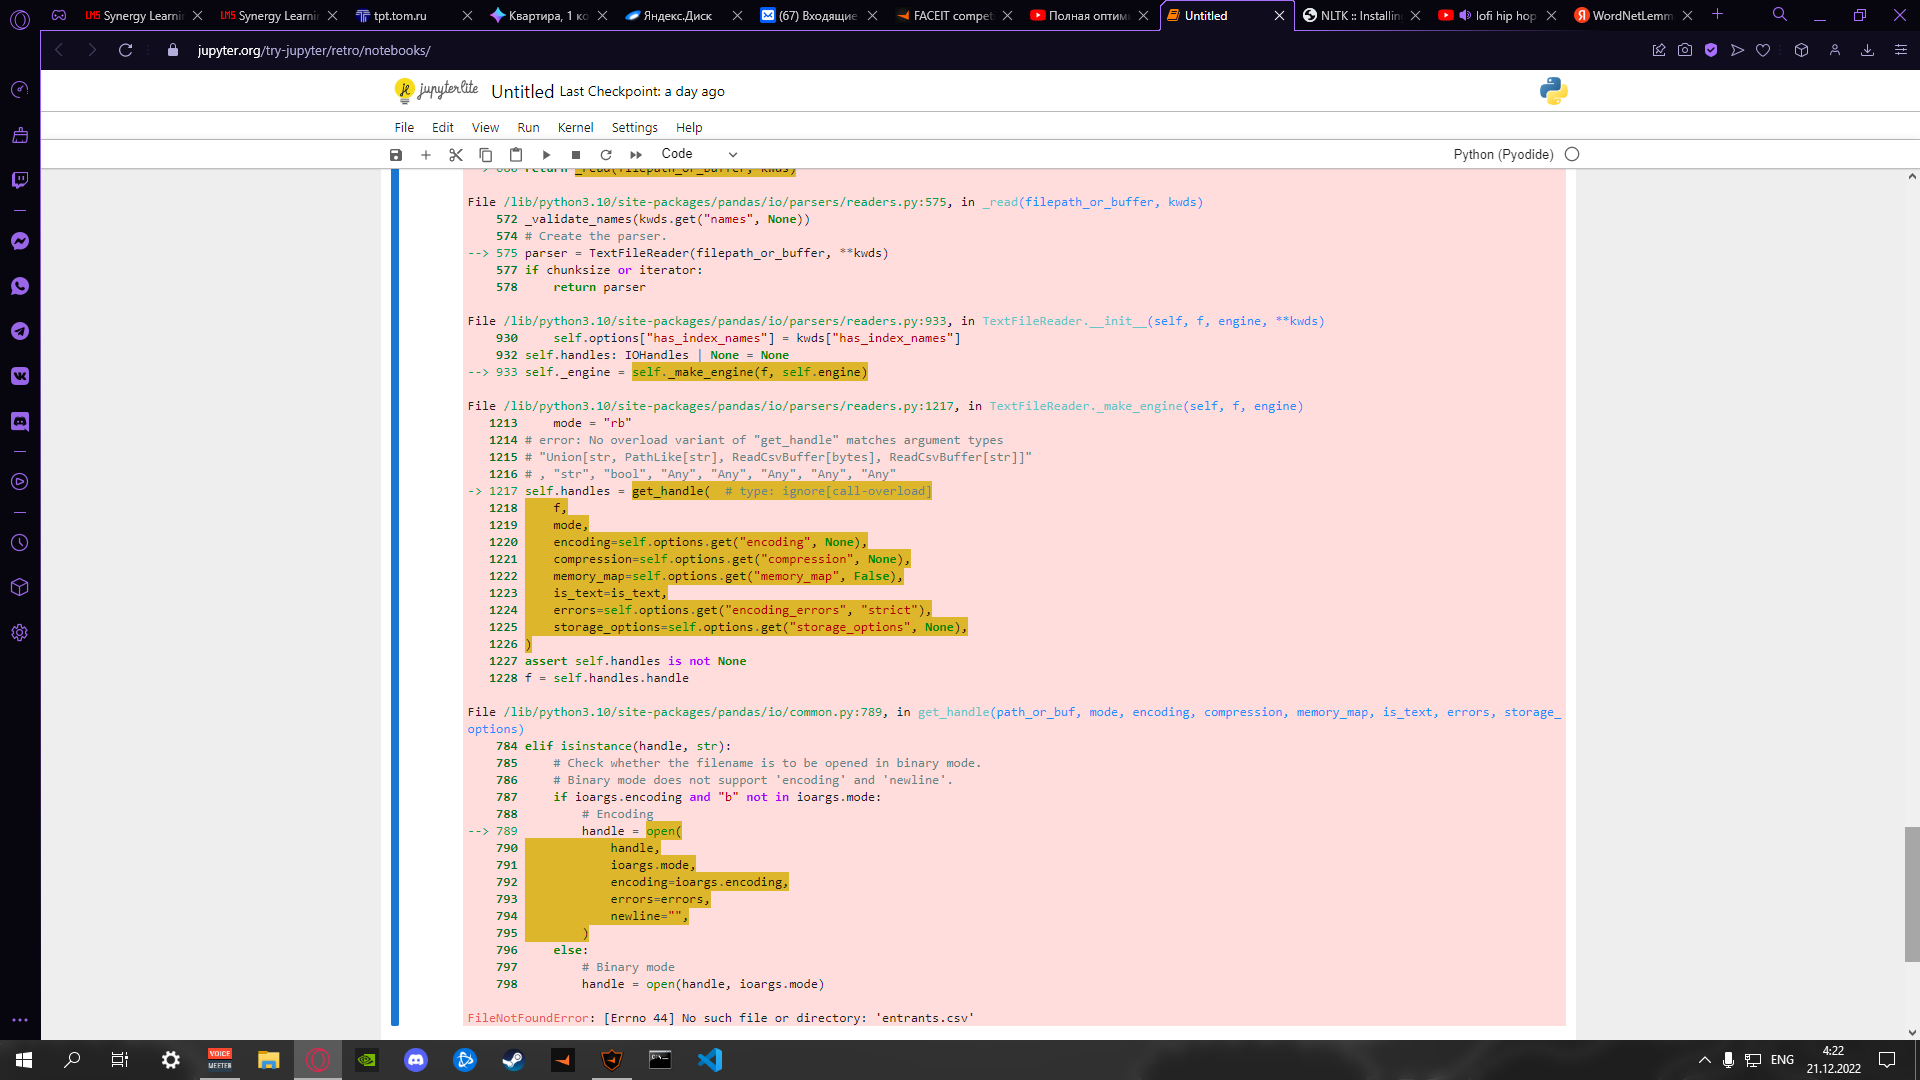 Synergy Learni
Synergy Learni
tpt.tom.ru
Квартира, 1 ко
Яндекс.Диск
(67) Входящие
FACEIT compet
Полная оптим
Untitled
NLTK :: Installin
lofi hip hop
WordNetLemm
jupyter.org/try-jupyter/retro/notebooks/
jupyterlite
Untitled Last Checkpoint: a day ago
File Edit View Run Kernel Settings Help
Code
Python (Pyodide)
return _read(filepath_or_buffer, kwds)
File /lib/python3.10/site-packages/pandas/io/parsers/readers.py:575, in _read(filepath_or_buffer, kwds)
572 _validate_names(kwds.get("names", None))
574 # Create the parser.
--> 575 parser = TextFileReader(filepath_or_buffer, **kwds)
577 if chunksize or iterator:
578     return parser
File /lib/python3.10/site-packages/pandas/io/parsers/readers.py:933, in TextFileReader.__init__(self, f, engine, **kwds)
930     self.options["has_index_names"] = kwds["has_index_names"]
932 self.handles: IOHandles | None = None
--> 933 self._engine = self._make_engine(f, self.engine)
File /lib/python3.10/site-packages/pandas/io/parsers/readers.py:1217, in TextFileReader._make_engine(self, f, engine)
1213     mode = "rb"
1214 # error: No overload variant of "get_handle" matches argument types
1215 # "Union[str, PathLike[str], ReadCsvBuffer[bytes], ReadCsvBuffer[str]]"
1216 # , "str", "bool", "Any", "Any", "Any", "Any", "Any"
-> 1217 self.handles = get_handle(  # type: ignore[call-overload]
1218     f,
1219     mode,
1220     encoding=self.options.get("encoding", None),
1221     compression=self.options.get("compression", None),
1222     memory_map=self.options.get("memory_map", False),
1223     is_text=is_text,
1224     errors=self.options.get("encoding_errors", "strict"),
1225     storage_options=self.options.get("storage_options", None),
1226 )
1227 assert self.handles is not None
1228 f = self.handles.handle
File /lib/python3.10/site-packages/pandas/io/common.py:789, in get_handle(path_or_buf, mode, encoding, compression, memory_map, is_text, errors, storage_
options)
784 elif isinstance(handle, str):
785     # Check whether the filename is to be opened in binary mode.
786     # Binary mode does not support 'encoding' and 'newline'.
787     if ioargs.encoding and "b" not in ioargs.mode:
788         # Encoding
--> 789         handle = open(
790             handle,
791             ioargs.mode,
792             encoding=ioargs.encoding,
793             errors=errors,
794             newline="",
795         )
796     else:
797         # Binary mode
798         handle = open(handle, ioargs.mode)
FileNotFoundError: [Errno 44] No such file or directory: 'entrants.csv'
VOICE
MEETER
ENG
4:22
21.12.2022